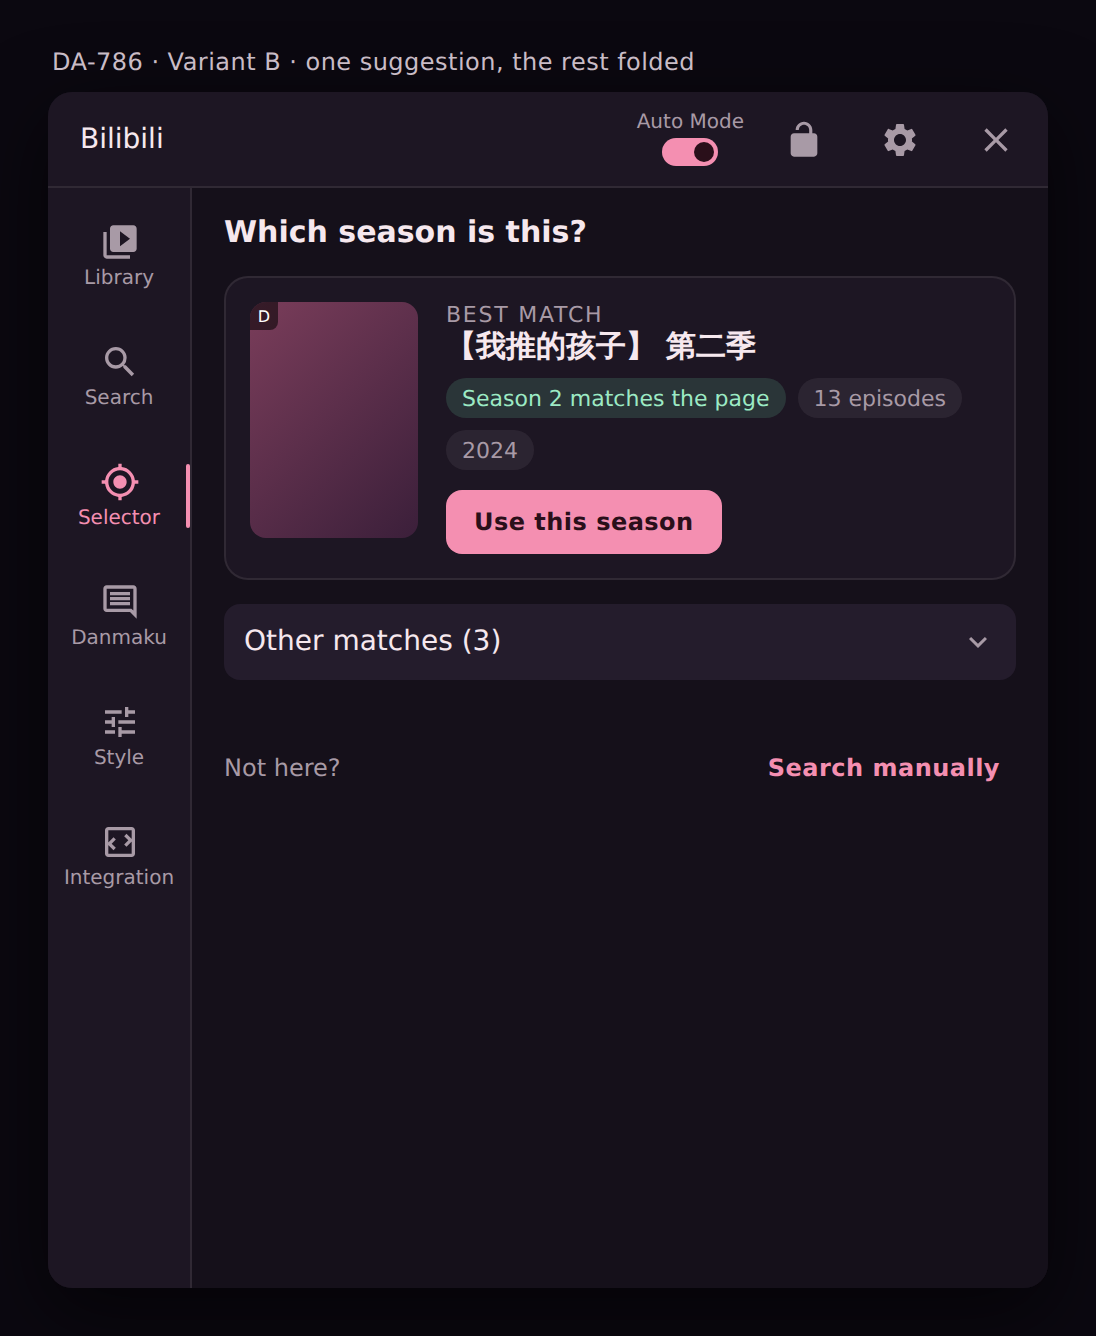 DA-786 · Variant B · one suggestion, the rest folded
Bilibili
Auto Mode
Library
Search
Selector
Danmaku
Style
Integration
Which season is this?
D
BEST MATCH
【我推的孩子】 第二季
Season 2 matches the page
13 episodes
2024
Use this season
Other matches (3)
Not here?
Search manually